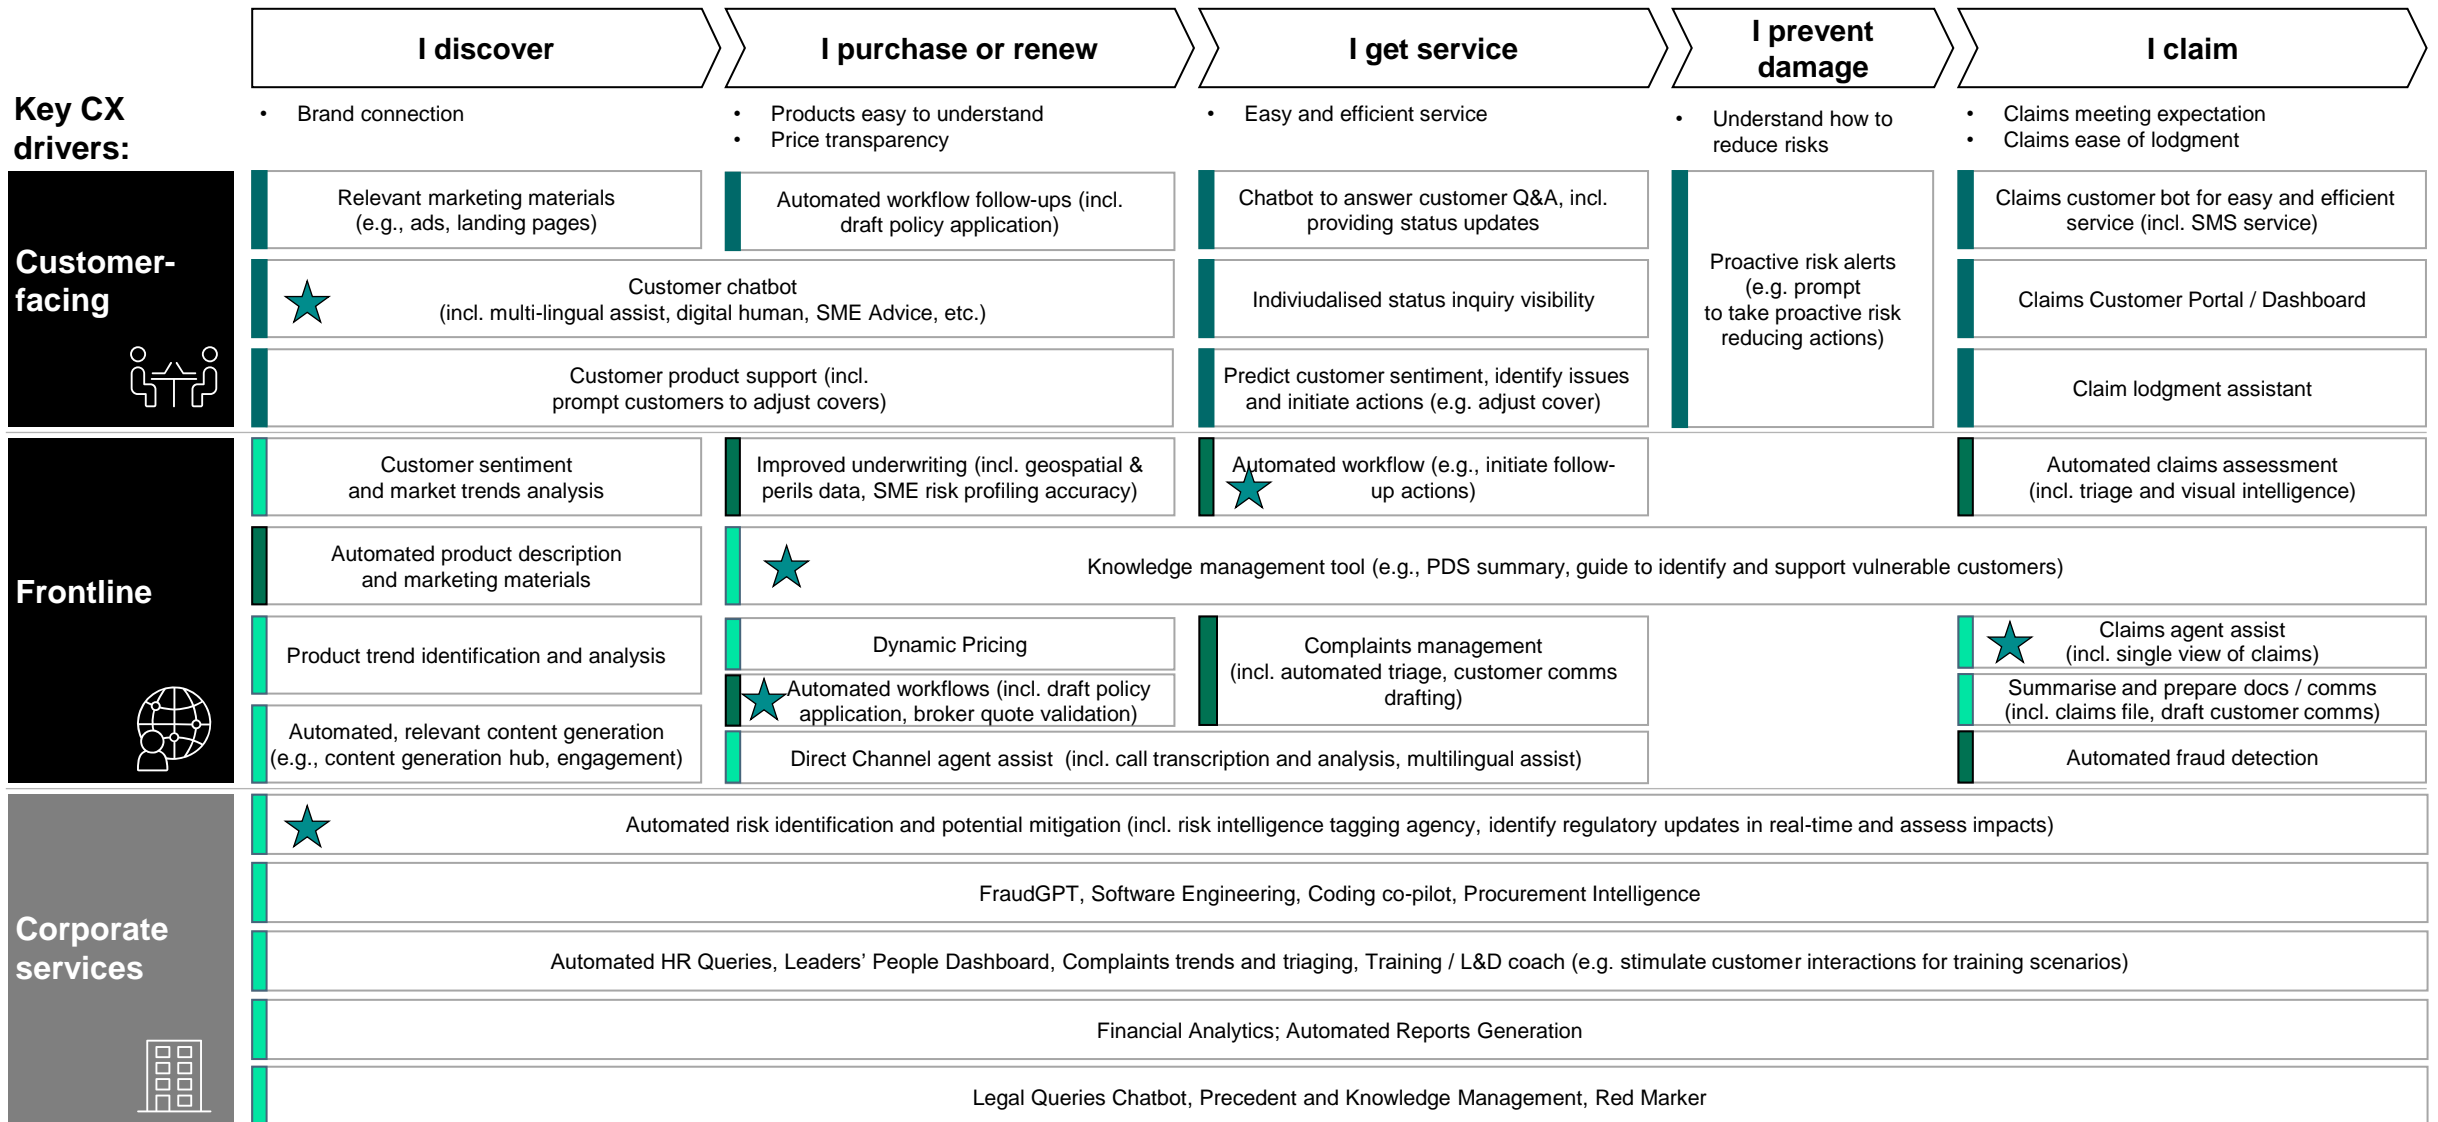 I discover
I purchase or renew
I get service
I prevent
damage
I claim
Key CX
drivers:
• Brand connection
• Products easy to understand
• Price transparency
• Easy and efficient service
• Understand how to
reduce risks
• Claims meeting expectation
• Claims ease of lodgment
Customer-
facing
Relevant marketing materials
(e.g., ads, landing pages)
Automated workflow follow-ups (incl.
draft policy application)
Chatbot to answer customer Q&A, incl.
providing status updates
Proactive risk alerts
(e.g. prompt
to take proactive risk
reducing actions)
Claims customer bot for easy and efficient
service (incl. SMS service)
Customer chatbot
(incl. multi-lingual assist, digital human, SME Advice, etc.)
Indiviudalised status inquiry visibility
Claims Customer Portal / Dashboard
Customer product support (incl.
prompt customers to adjust covers)
Predict customer sentiment, identify issues
and initiate actions (e.g. adjust cover)
Claim lodgment assistant
Frontline
Customer sentiment
and market trends analysis
Improved underwriting (incl. geospatial &
perils data, SME risk profiling accuracy)
Automated workflow (e.g., initiate follow-
up actions)
Automated claims assessment
(incl. triage and visual intelligence)
Automated product description
and marketing materials
Knowledge management tool (e.g., PDS summary, guide to identify and support vulnerable customers)
Product trend identification and analysis
Dynamic Pricing
Complaints management
(incl. automated triage, customer comms
drafting)
Claims agent assist
(incl. single view of claims)
Automated workflows (incl. draft policy
application, broker quote validation)
Summarise and prepare docs / comms
(incl. claims file, draft customer comms)
Automated, relevant content generation
(e.g., content generation hub, engagement)
Direct Channel agent assist (incl. call transcription and analysis, multilingual assist)
Automated fraud detection
Corporate
services
Automated risk identification and potential mitigation (incl. risk intelligence tagging agency, identify regulatory updates in real-time and assess impacts)
FraudGPT, Software Engineering, Coding co-pilot, Procurement Intelligence
Automated HR Queries, Leaders’ People Dashboard, Complaints trends and triaging, Training / L&D coach (e.g. stimulate customer interactions for training scenarios)
Financial Analytics; Automated Reports Generation
Legal Queries Chatbot, Precedent and Knowledge Management, Red Marker